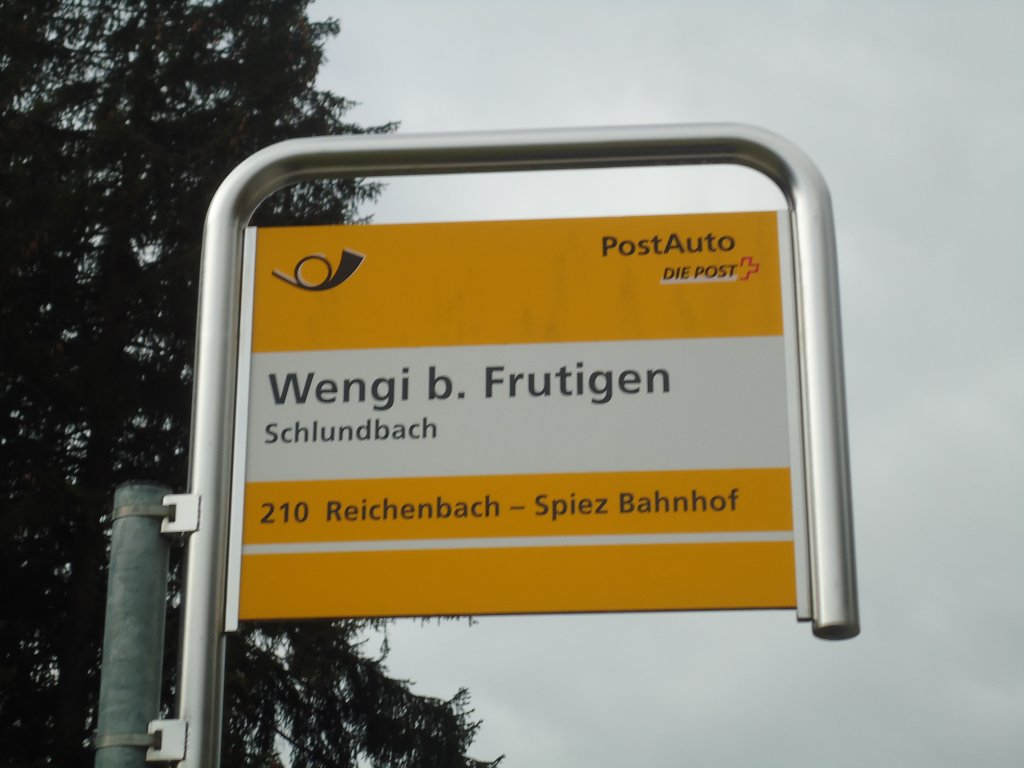 PostAuto
DIE POST
Wengi b. Frutigen
Schlundbach
210 Reichenbach – Spiez Bahnhof